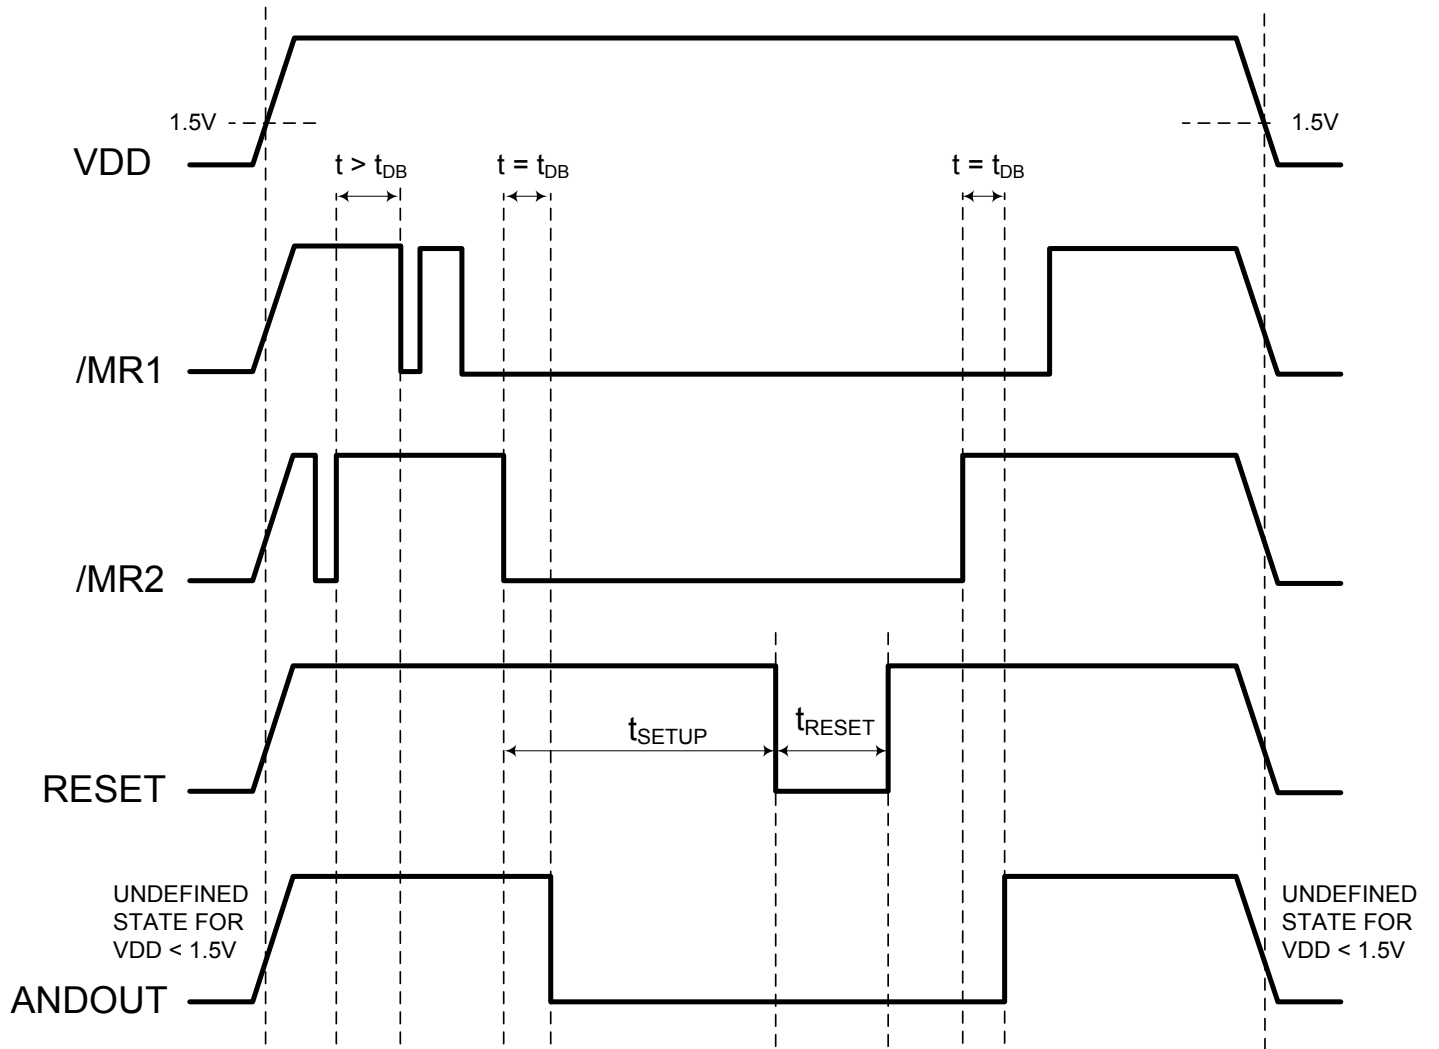 1.5V
1.5V
VDD
t > tDB
t = tDB
t = tDB
/MR1
/MR2
tSETUP
tRESET
RESET
UNDEFINED
STATE FOR
VDD < 1.5V
UNDEFINED
STATE FOR
VDD < 1.5V
ANDOUT